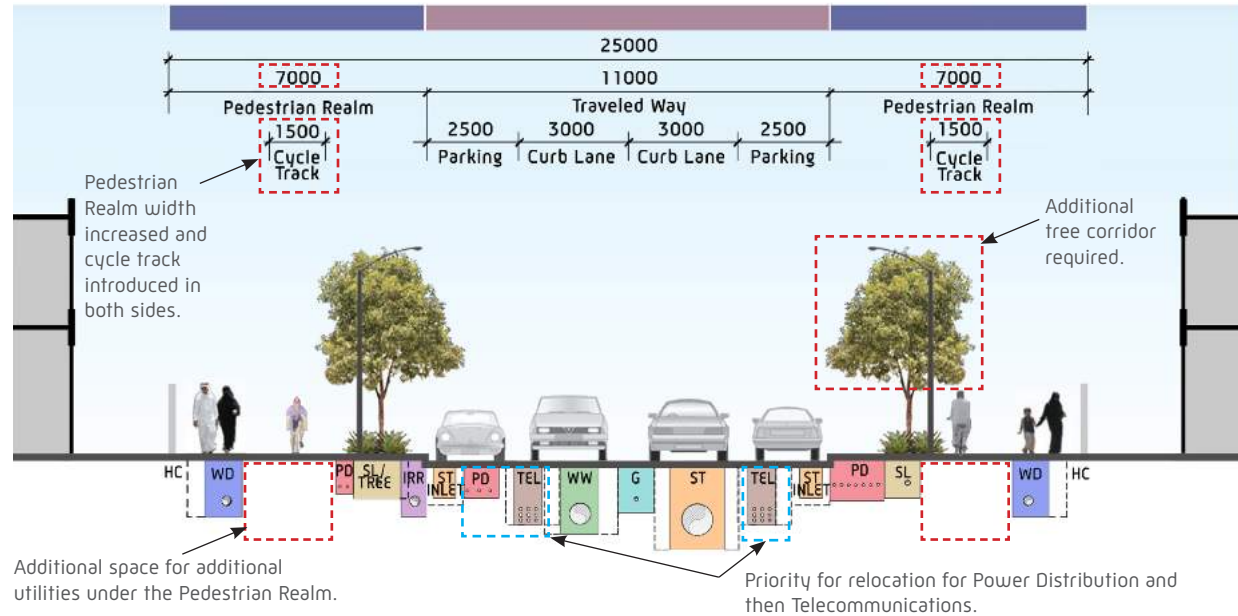 25000
7000
11000
7000
Pedestrian Realm
Traveled Way
Pedestrian Realm
1500
2500
3000
3000
2500
1500
Cycle
Track
Parking
Curb Lane
Curb Lane
Parking
Cycle
Track
Pedestrian
Realm width
increased and
cycle track
introduced in
both sides.
Additional
tree corridor
required.
HC
WD
PD
SL/
TREE
IRR
ST
INLET
PD
TEL
WW
G
ST
TEL
ST
INLET
PD
SL
WD
HC
Additional space for additional
utilities under the Pedestrian Realm.
Priority for relocation for Power Distribution and
then Telecommunications.